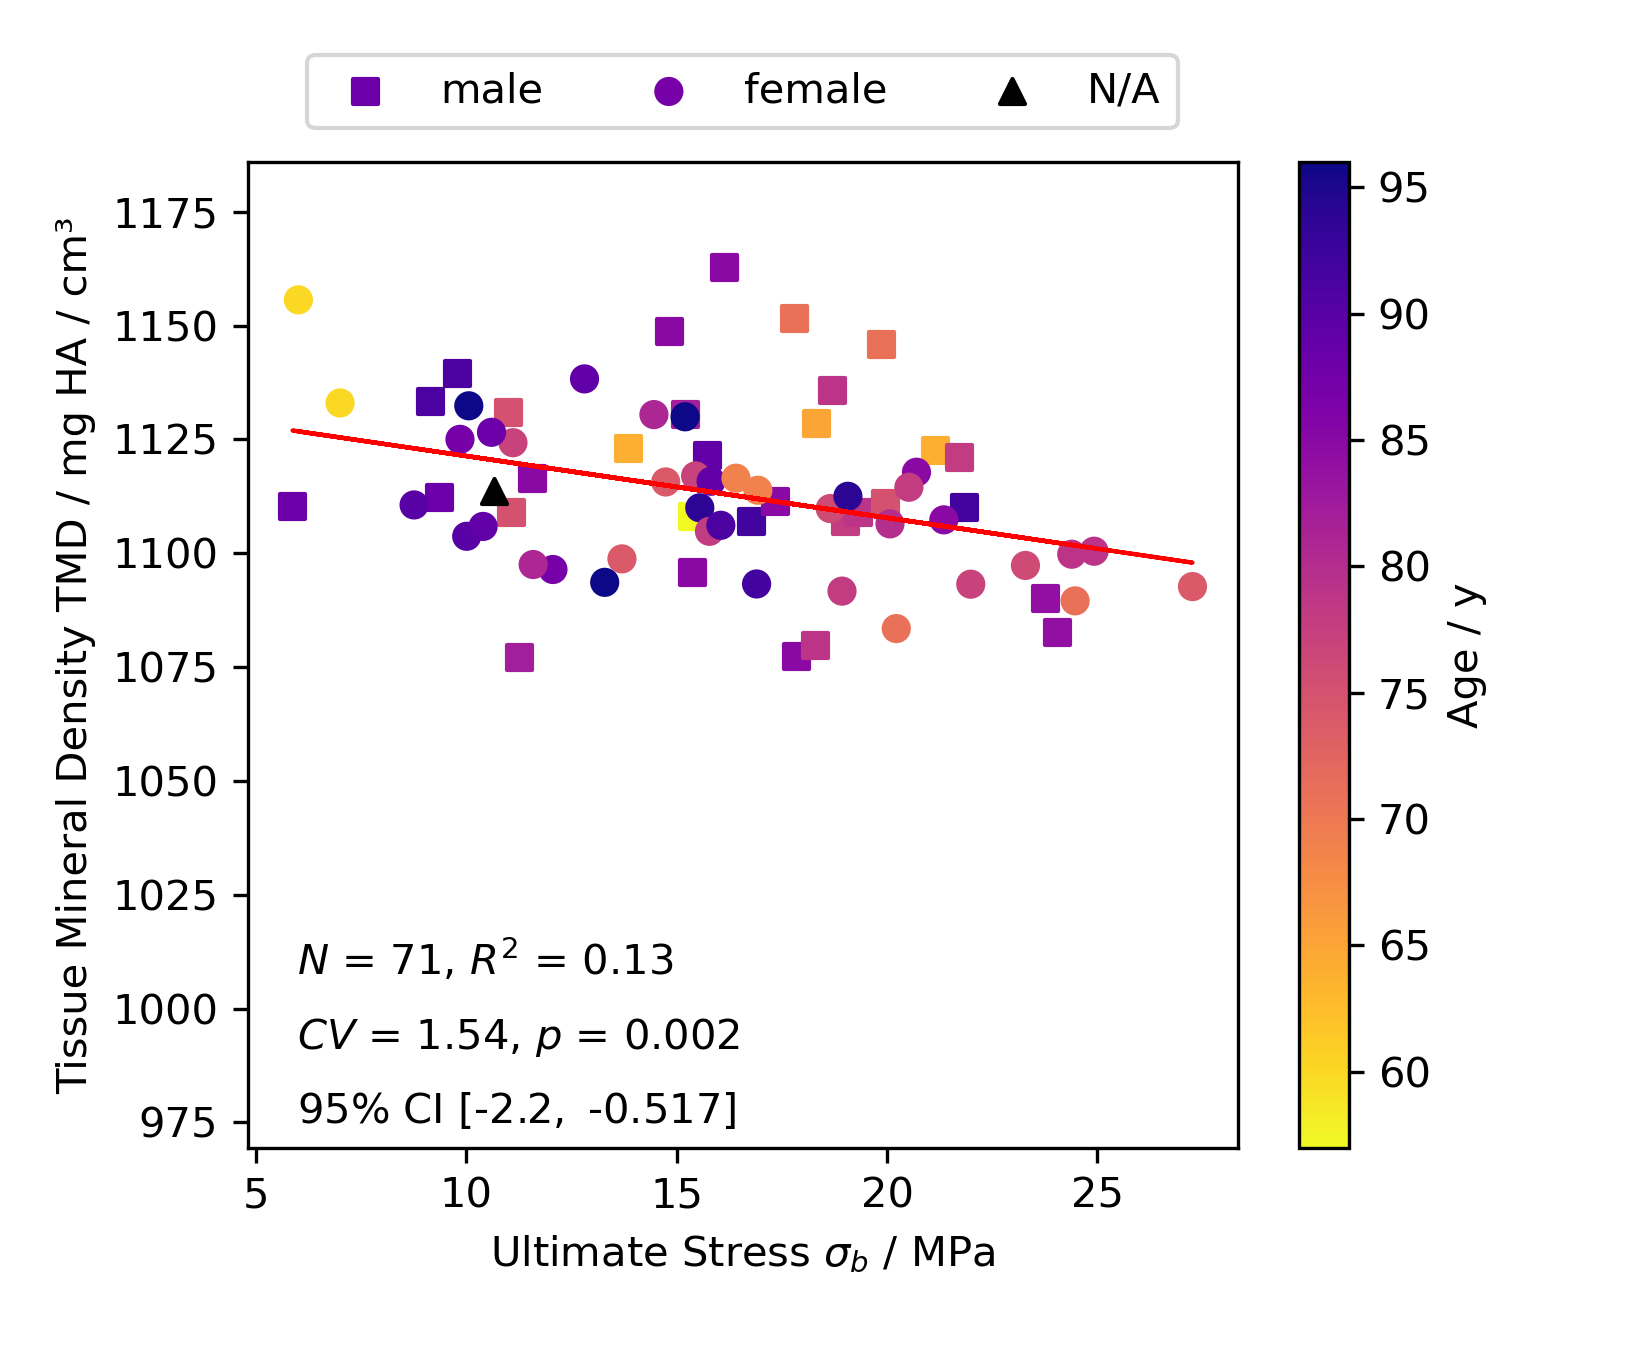 male female N/A
Tissue Mineral Density TMD / mg HA / cm³
1175
1150
1125
1100
1075
1050
1025
1000
975
N = 71, R² = 0.13
CV = 1.54, p = 0.002
95% CI [-2.2, -0.517]
5 10 15 20 25
Ultimate Stress σb / MPa
95
90
85
80
75
70
65
60
Age / y